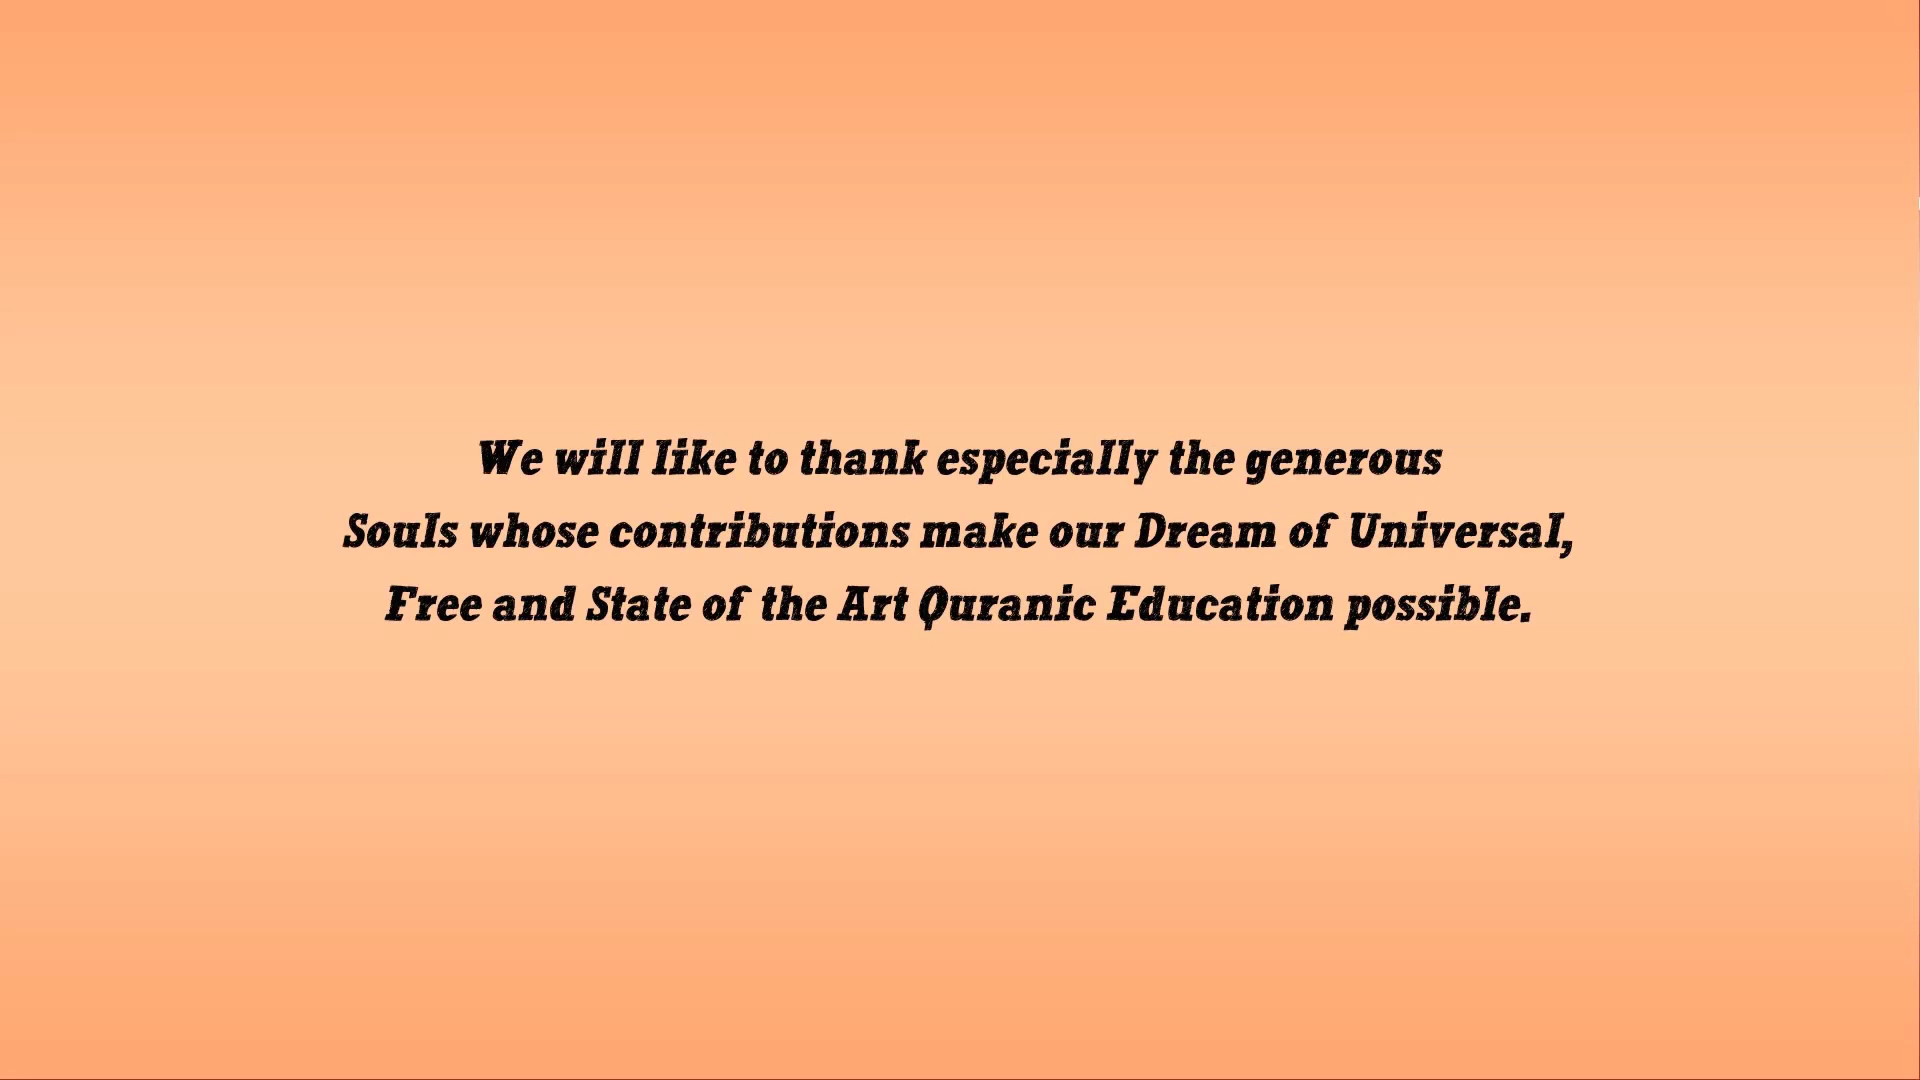 We will like to thank especially the generous
Souls whose contributions make our Dream of Universal,
Free and State of the Art Quranic Education possible.